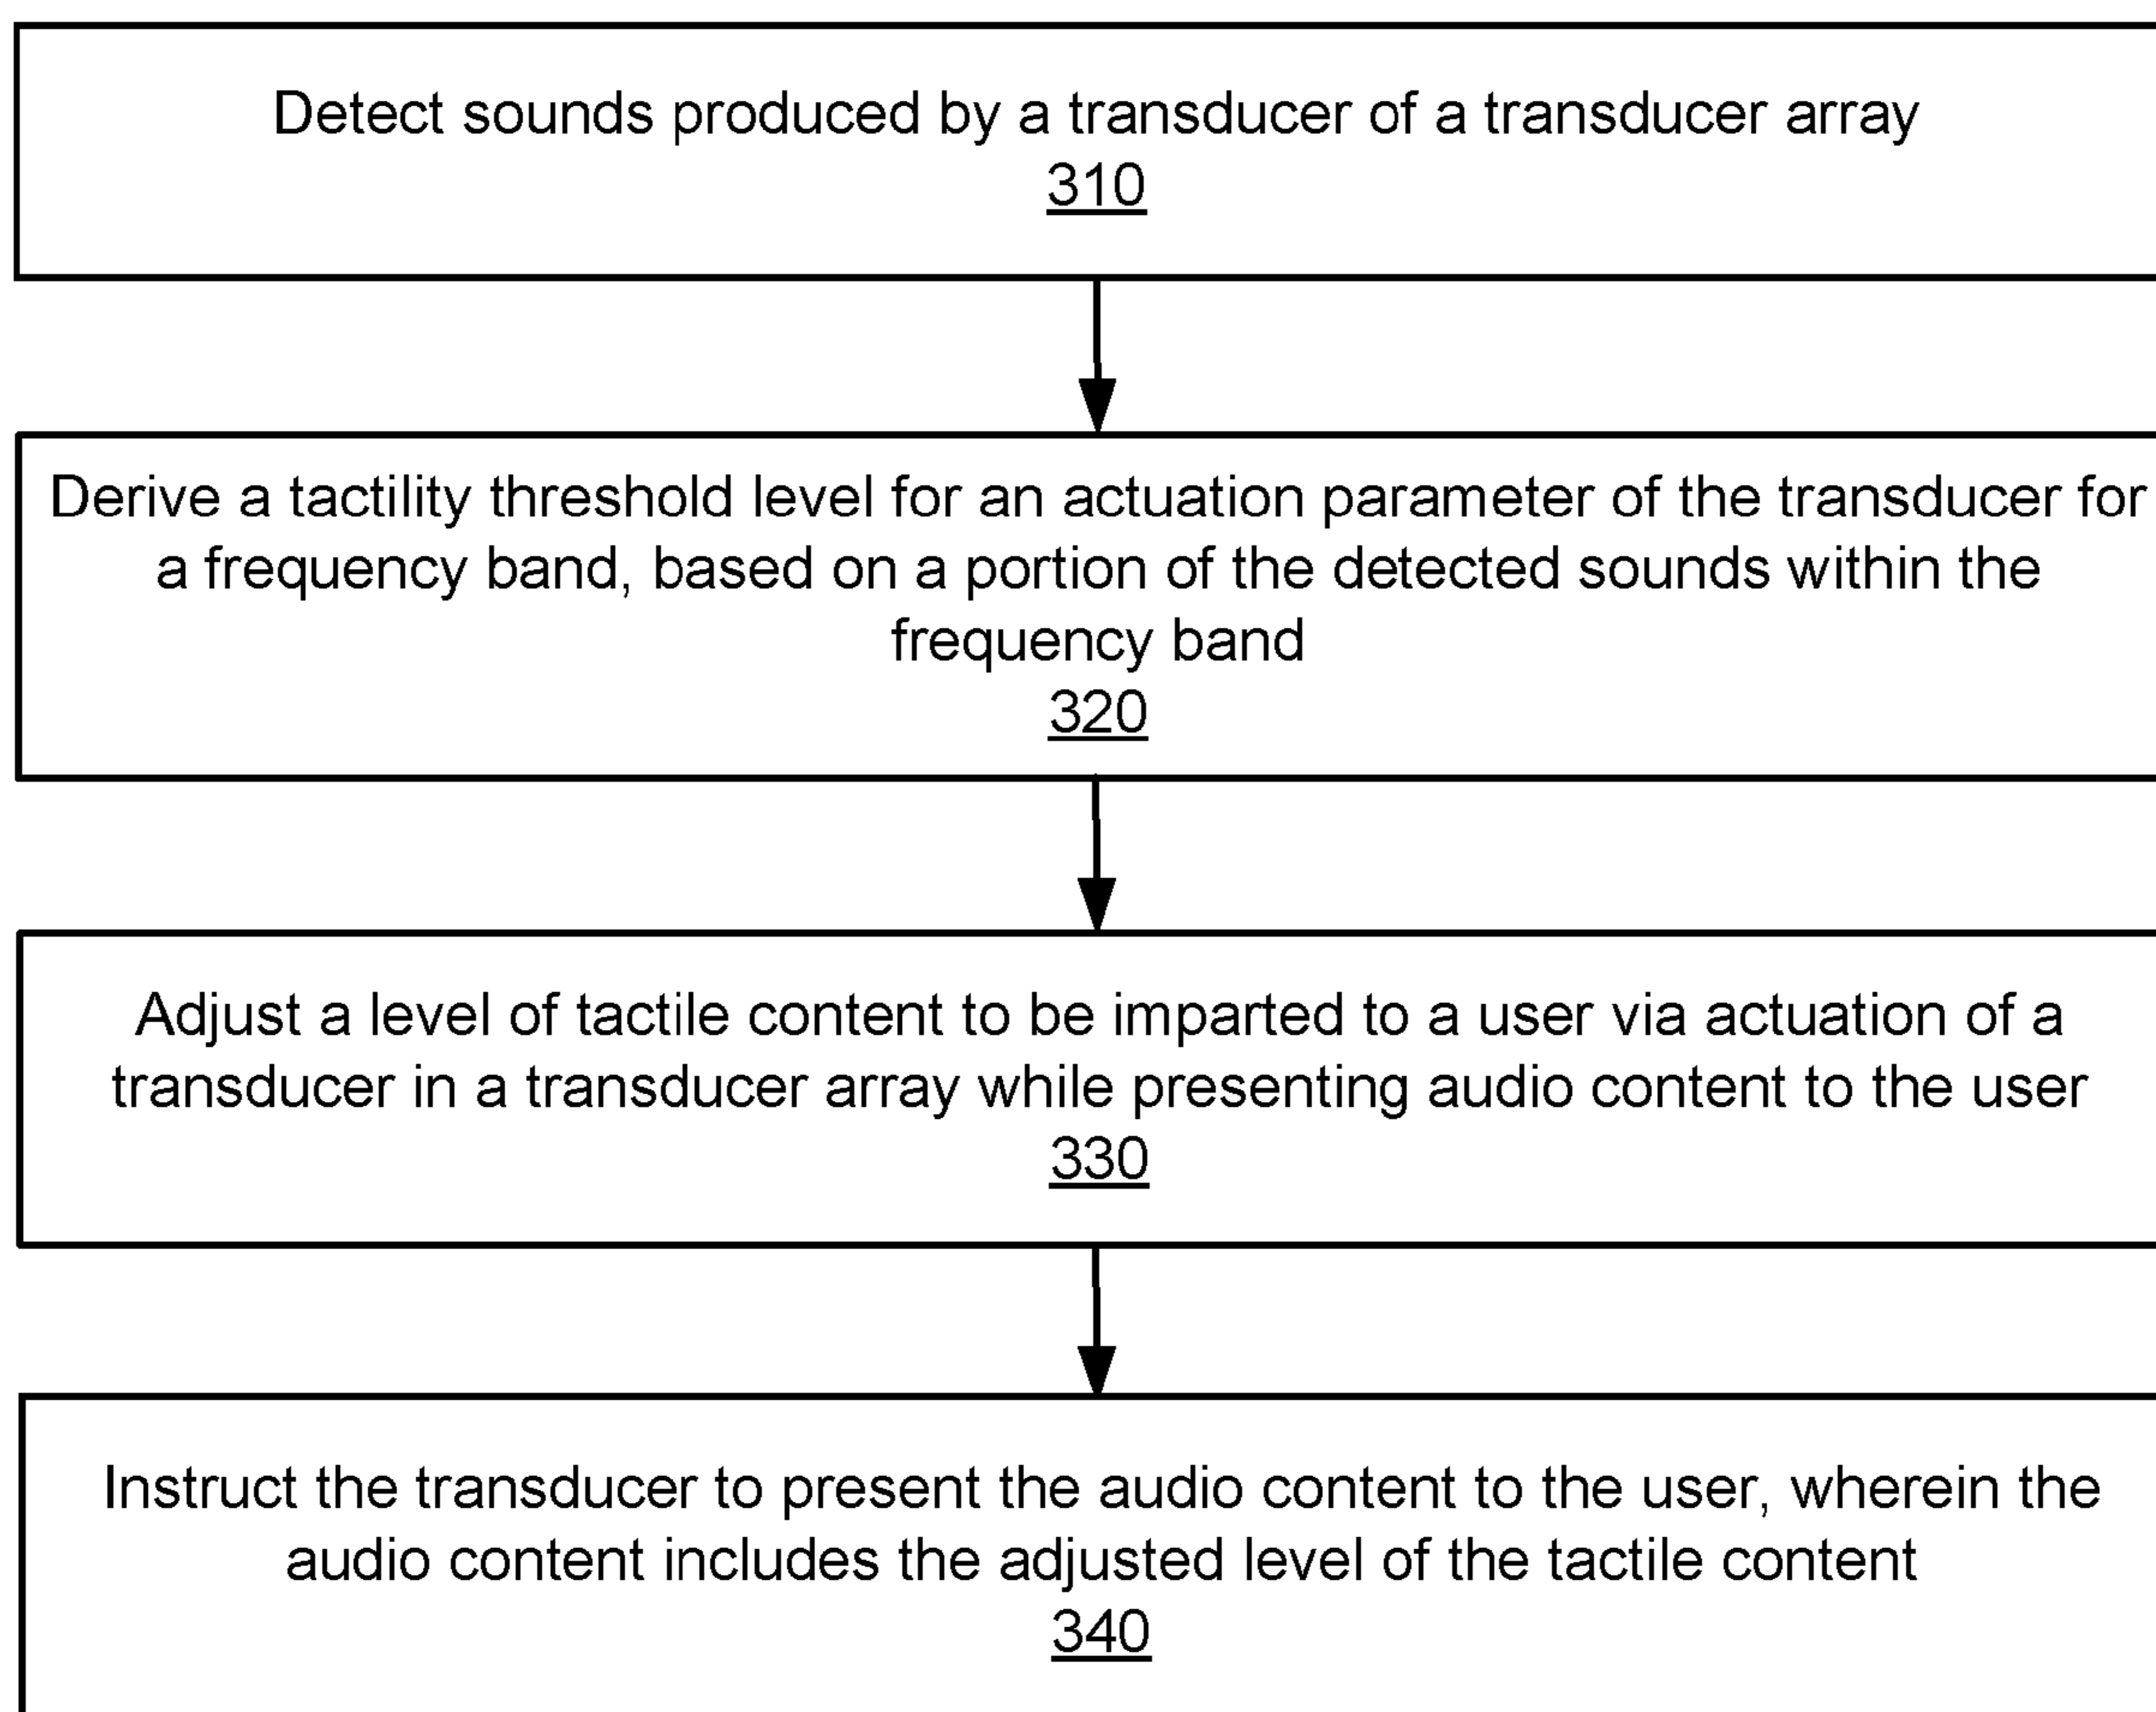 Detect sounds produced by a transducer of a transducer array
310
Derive a tactility threshold level for an actuation parameter of the transducer for
a frequency band, based on a portion of the detected sounds within the
frequency band
320
Adjust a level of tactile content to be imparted to a user via actuation of a
transducer in a transducer array while presenting audio content to the user
330
Instruct the transducer to present the audio content to the user, wherein the
audio content includes the adjusted level of the tactile content
340